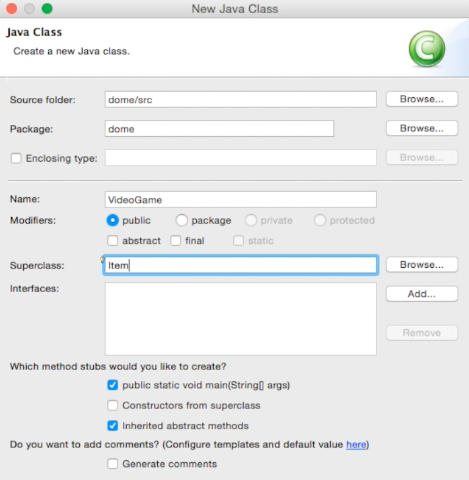 New Java Class
Java Class
Create a new Java class.
C
Source folder: dome/src Browse...
Package: dome Browse...
Enclosing type: Browse...
Name: VideoGame
Modifiers: public package private protected
abstract final static
Superclass: Item Browse...
Interfaces: Add...
Remove
Which method stubs would you like to create?
public static void main(String[] args)
Constructors from superclass
Inherited abstract methods
Do you want to add comments? (Configure templates and default value here)
Generate comments